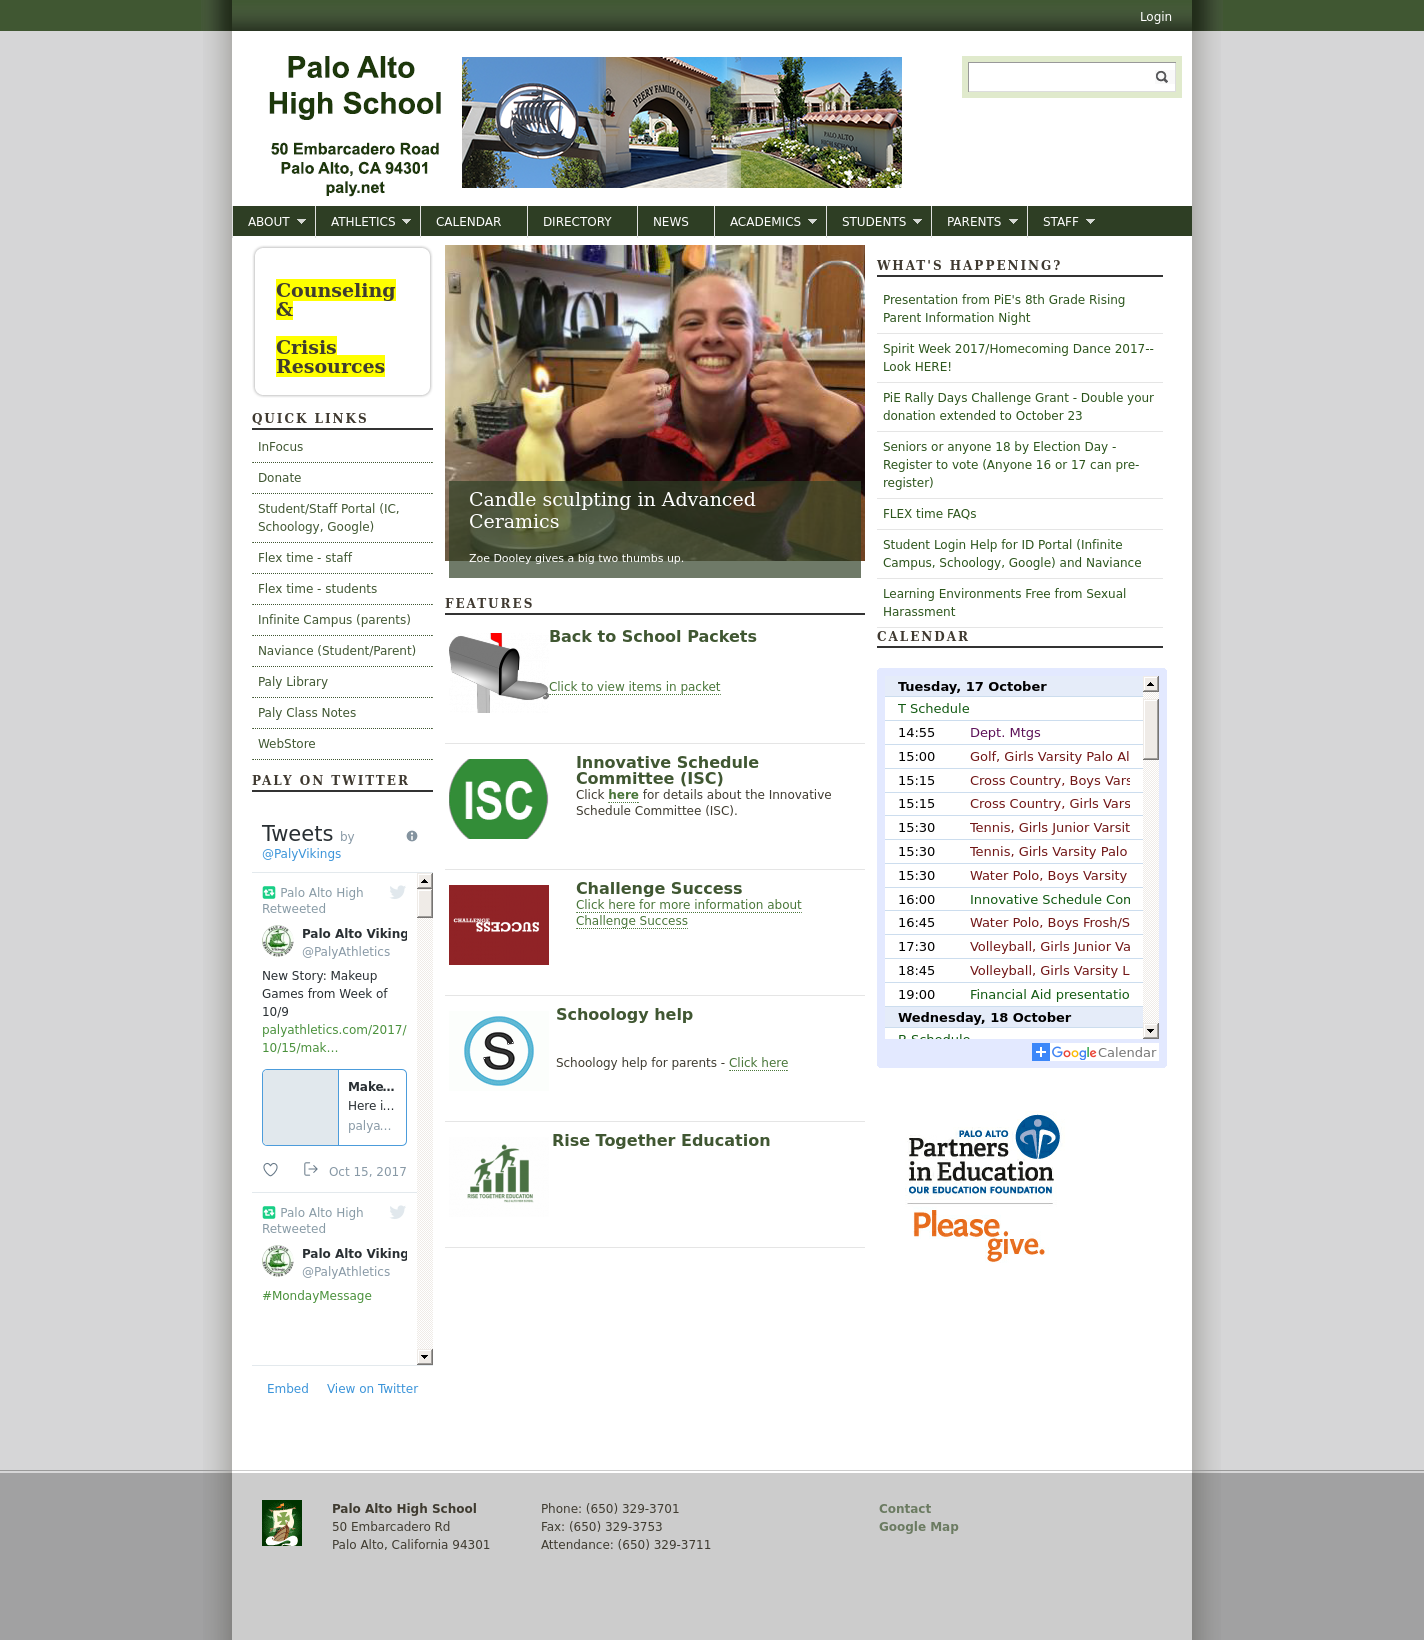 Login
Palo Alto
High School
50 Embarcadero Road
Palo Alto, CA 94301
paly.net
PEERY FAMILY CENTER
PALO ALTO
HIGH SCHOOL
ABOUT
ATHLETICS
CALENDAR
DIRECTORY
NEWS
ACADEMICS
STUDENTS
PARENTS
STAFF
Counseling
&
Crisis
Resources
QUICK LINKS
InFocus
Donate
Student/Staff Portal (IC,
Schoology, Google)
Flex time - staff
Flex time - students
Infinite Campus (parents)
Naviance (Student/Parent)
Paly Library
Paly Class Notes
WebStore
PALY ON TWITTER
Tweets by
@PalyVikings
Palo Alto High
Retweeted
Palo Alto Viking
@PalyAthletics
New Story: Makeup
Games from Week of
10/9
palyathletics.com/2017/
10/15/mak…
Make…
Here i…
palya…
Oct 15, 2017
Palo Alto High
Retweeted
Palo Alto Viking
@PalyAthletics
#MondayMessage
Embed
View on Twitter
Candle sculpting in Advanced
Ceramics
Zoe Dooley gives a big two thumbs up.
FEATURES
Back to School Packets
Click to view items in packet
ISC
Innovative Schedule
Committee (ISC)
Click here for details about the Innovative
Schedule Committee (ISC).
CHALLENGE
SUCCESS
Challenge Success
Click here for more information about
Challenge Success
S
Schoology help
Schoology help for parents - Click here
RISE TOGETHER EDUCATION
Rise Together Education
WHAT'S HAPPENING?
Presentation from PiE's 8th Grade Rising
Parent Information Night
Spirit Week 2017/Homecoming Dance 2017--
Look HERE!
PiE Rally Days Challenge Grant - Double your
donation extended to October 23
Seniors or anyone 18 by Election Day -
Register to vote (Anyone 16 or 17 can pre-
register)
FLEX time FAQs
Student Login Help for ID Portal (Infinite
Campus, Schoology, Google) and Naviance
Learning Environments Free from Sexual
Harassment
CALENDAR
Tuesday, 17 October
T Schedule
14:55 Dept. Mtgs
15:00 Golf, Girls Varsity Palo Al
15:15 Cross Country, Boys Vars
15:15 Cross Country, Girls Vars
15:30 Tennis, Girls Junior Varsit
15:30 Tennis, Girls Varsity Palo
15:30 Water Polo, Boys Varsity
16:00 Innovative Schedule Con
16:45 Water Polo, Boys Frosh/S
17:30 Volleyball, Girls Junior Va
18:45 Volleyball, Girls Varsity L
19:00 Financial Aid presentatio
Wednesday, 18 October
Google Calendar
PALO ALTO
Partners
in Education
OUR EDUCATION FOUNDATION
Please
give.
Palo Alto High School
50 Embarcadero Rd
Palo Alto, California 94301
Phone: (650) 329-3701
Fax: (650) 329-3753
Attendance: (650) 329-3711
Contact
Google Map